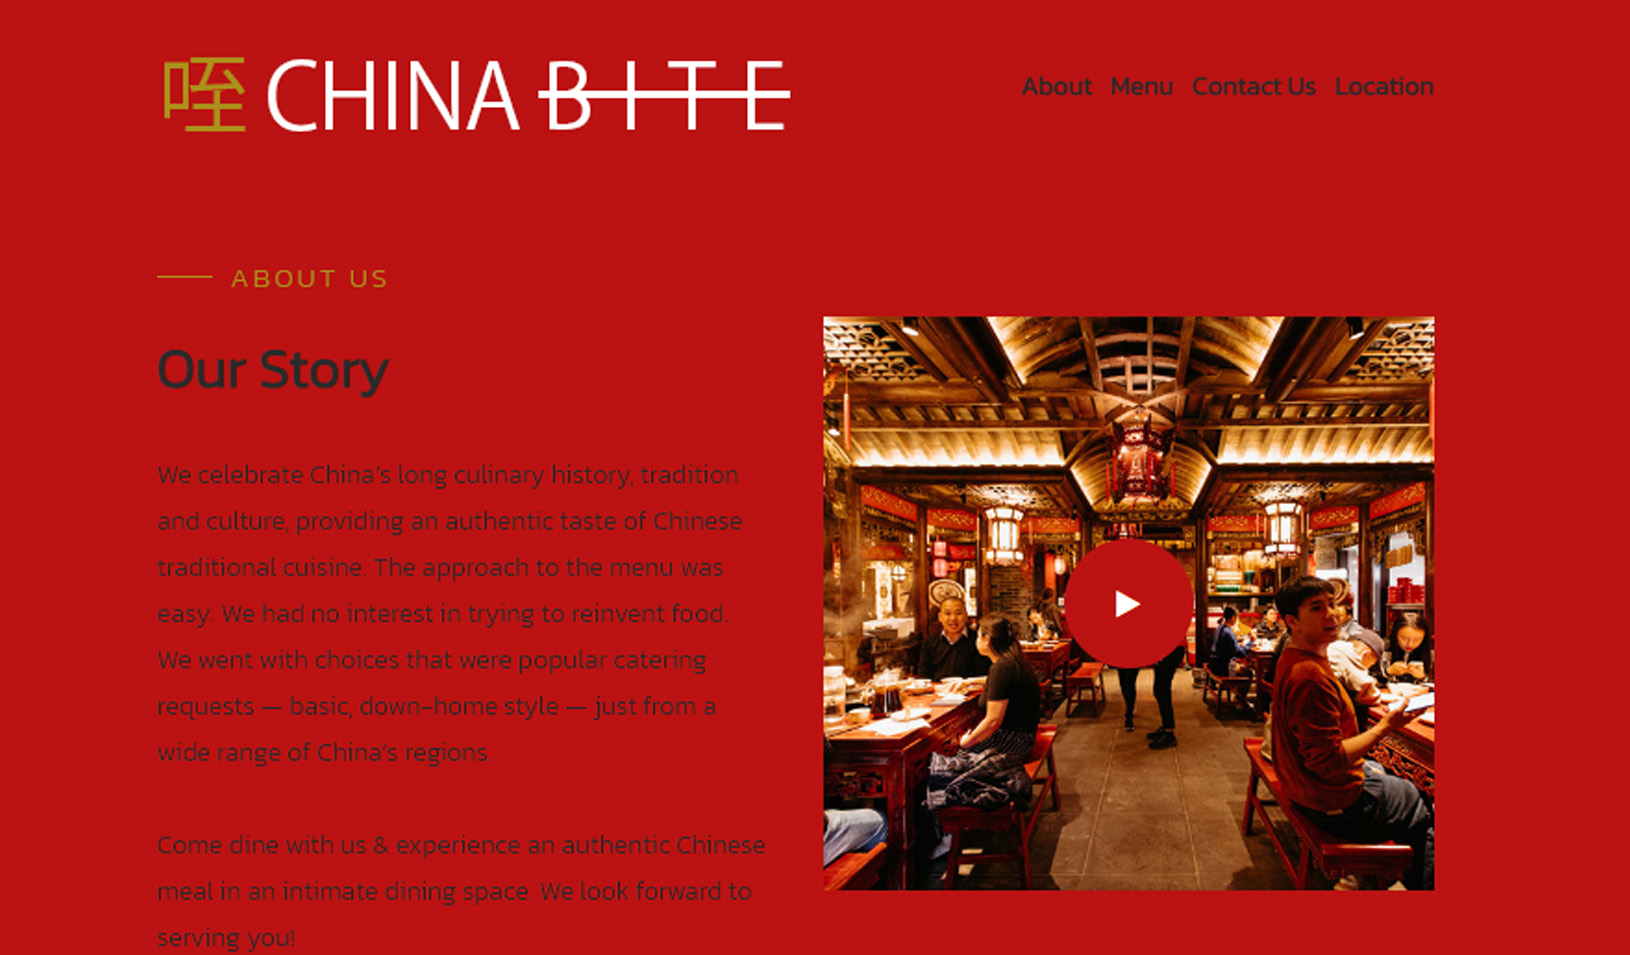 咥 CHINA BITE
About Menu Contact Us Location
ABOUT US
Our Story
We celebrate China's long culinary history, tradition
and culture, providing an authentic taste of Chinese
traditional cuisine. The approach to the menu was
easy. We had no interest in trying to reinvent food.
We went with choices that were popular catering
requests — basic, down-home style — just from a
wide range of China's regions.
Come dine with us & experience an authentic Chinese
meal in an intimate dining space. We look forward to
serving you!